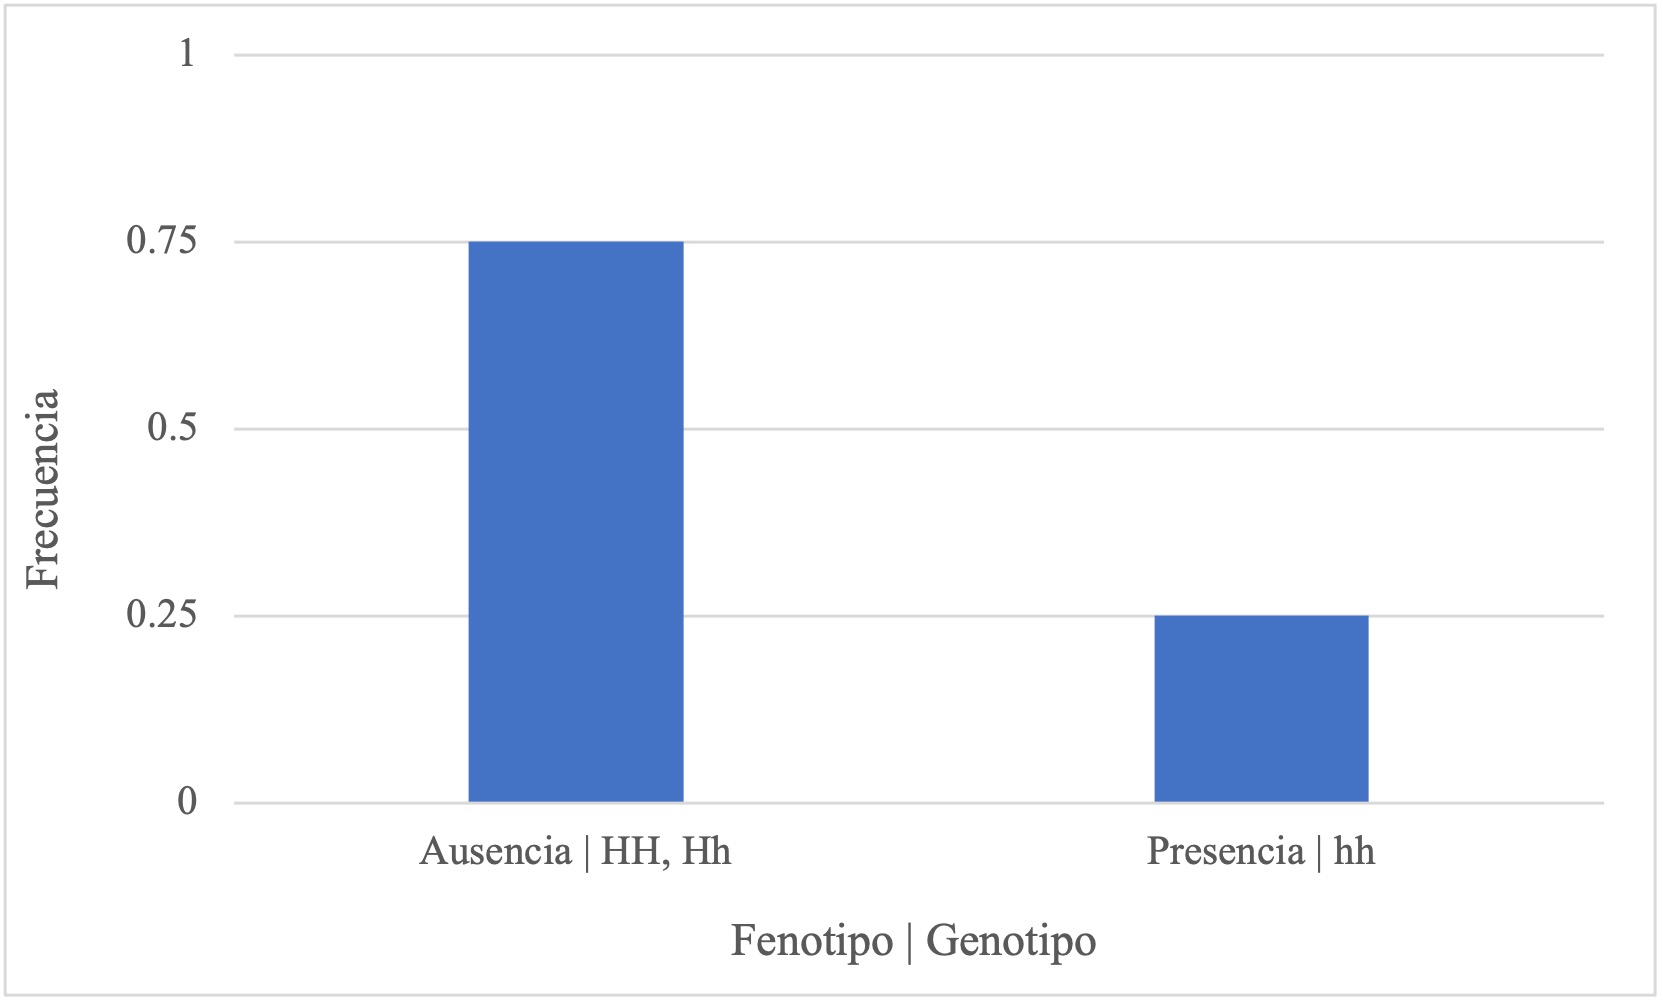 1
0.75
0.5
0.25
0
Frecuencia
Ausencia | HH, Hh
Presencia | hh
Fenotipo | Genotipo